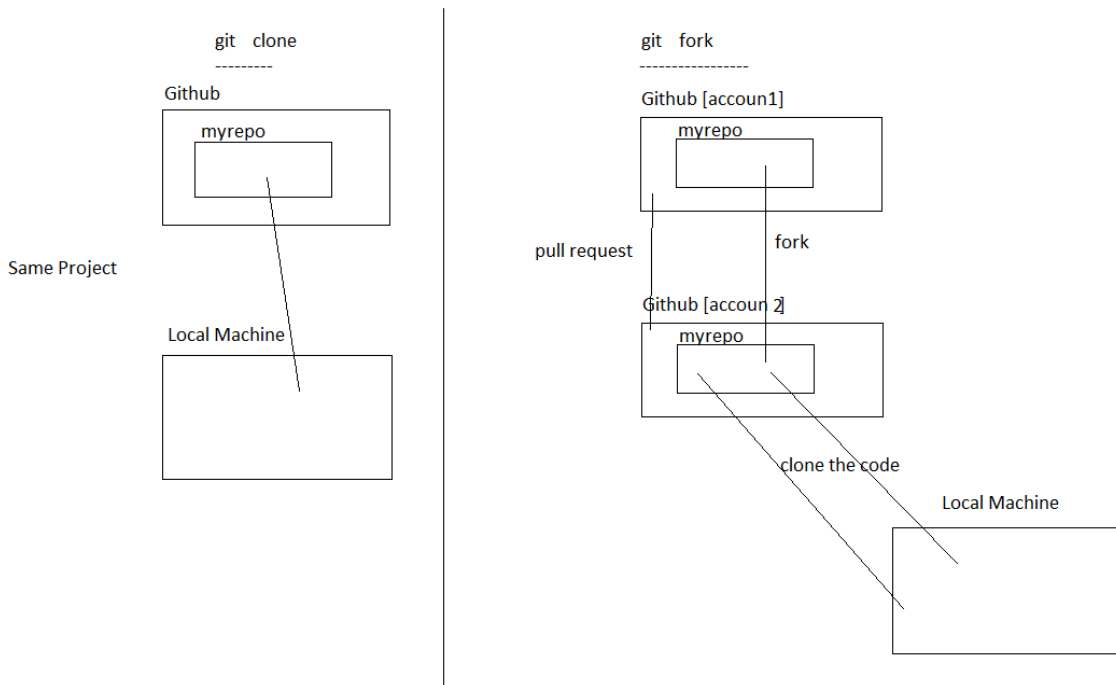 git clone
---------
Github
myrepo
Same Project
Local Machine
git fork
-----------------
Github [accoun1]
myrepo
pull request
fork
Github [accoun 2]
myrepo
clone the code
Local Machine